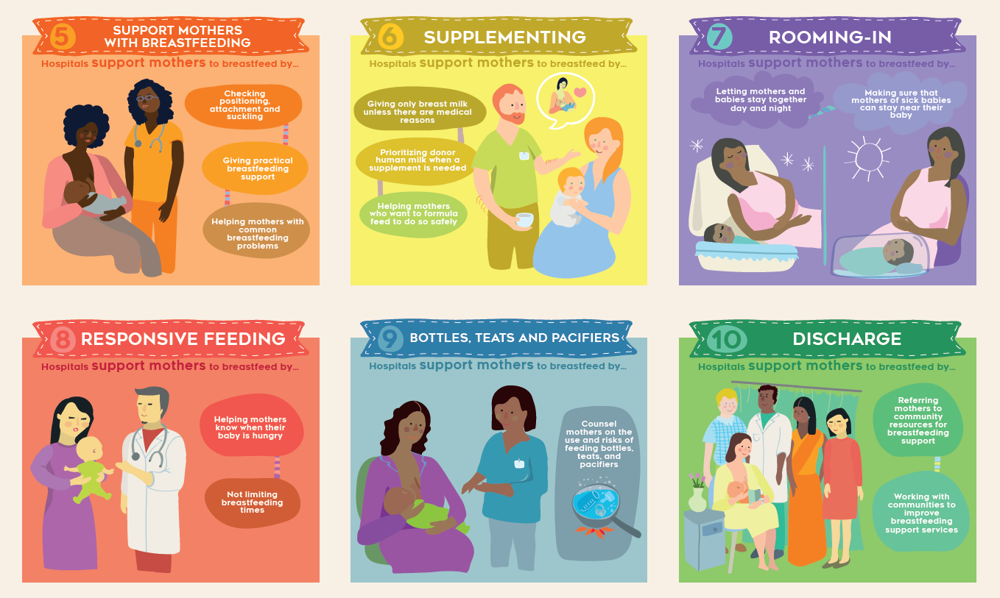 5
SUPPORT MOTHERS
WITH BREASTFEEDING
Hospitals support mothers to breastfeed by...
Checking
positioning,
attachment and
suckling
Giving practical
breastfeeding
support
Helping mothers with
common
breastfeeding
problems
6
SUPPLEMENTING
Hospitals support mothers to breastfeed by...
Giving only breast milk
unless there are medical
reasons
Prioritizing donor
human milk when a
supplement is needed
Helping mothers
who want to formula
feed to do so safely
7
ROOMING-IN
Hospitals support mothers to breastfeed by...
Letting mothers and
babies stay together
day and night
Making sure that
mothers of sick babies
can stay near their
baby
8
RESPONSIVE FEEDING
Hospitals support mothers to breastfeed by...
Helping mothers
know when their
baby is hungry
Not limiting
breastfeeding
times
9
BOTTLES, TEATS AND PACIFIERS
Hospitals support mothers to breastfeed by...
Counsel
mothers on the
use and risks of
feeding bottles,
teats, and
pacifiers
10
DISCHARGE
Hospitals support mothers to breastfeed by...
Referring
mothers to
community
resources for
breastfeeding
support
Working with
communities to
improve
breastfeeding
support services